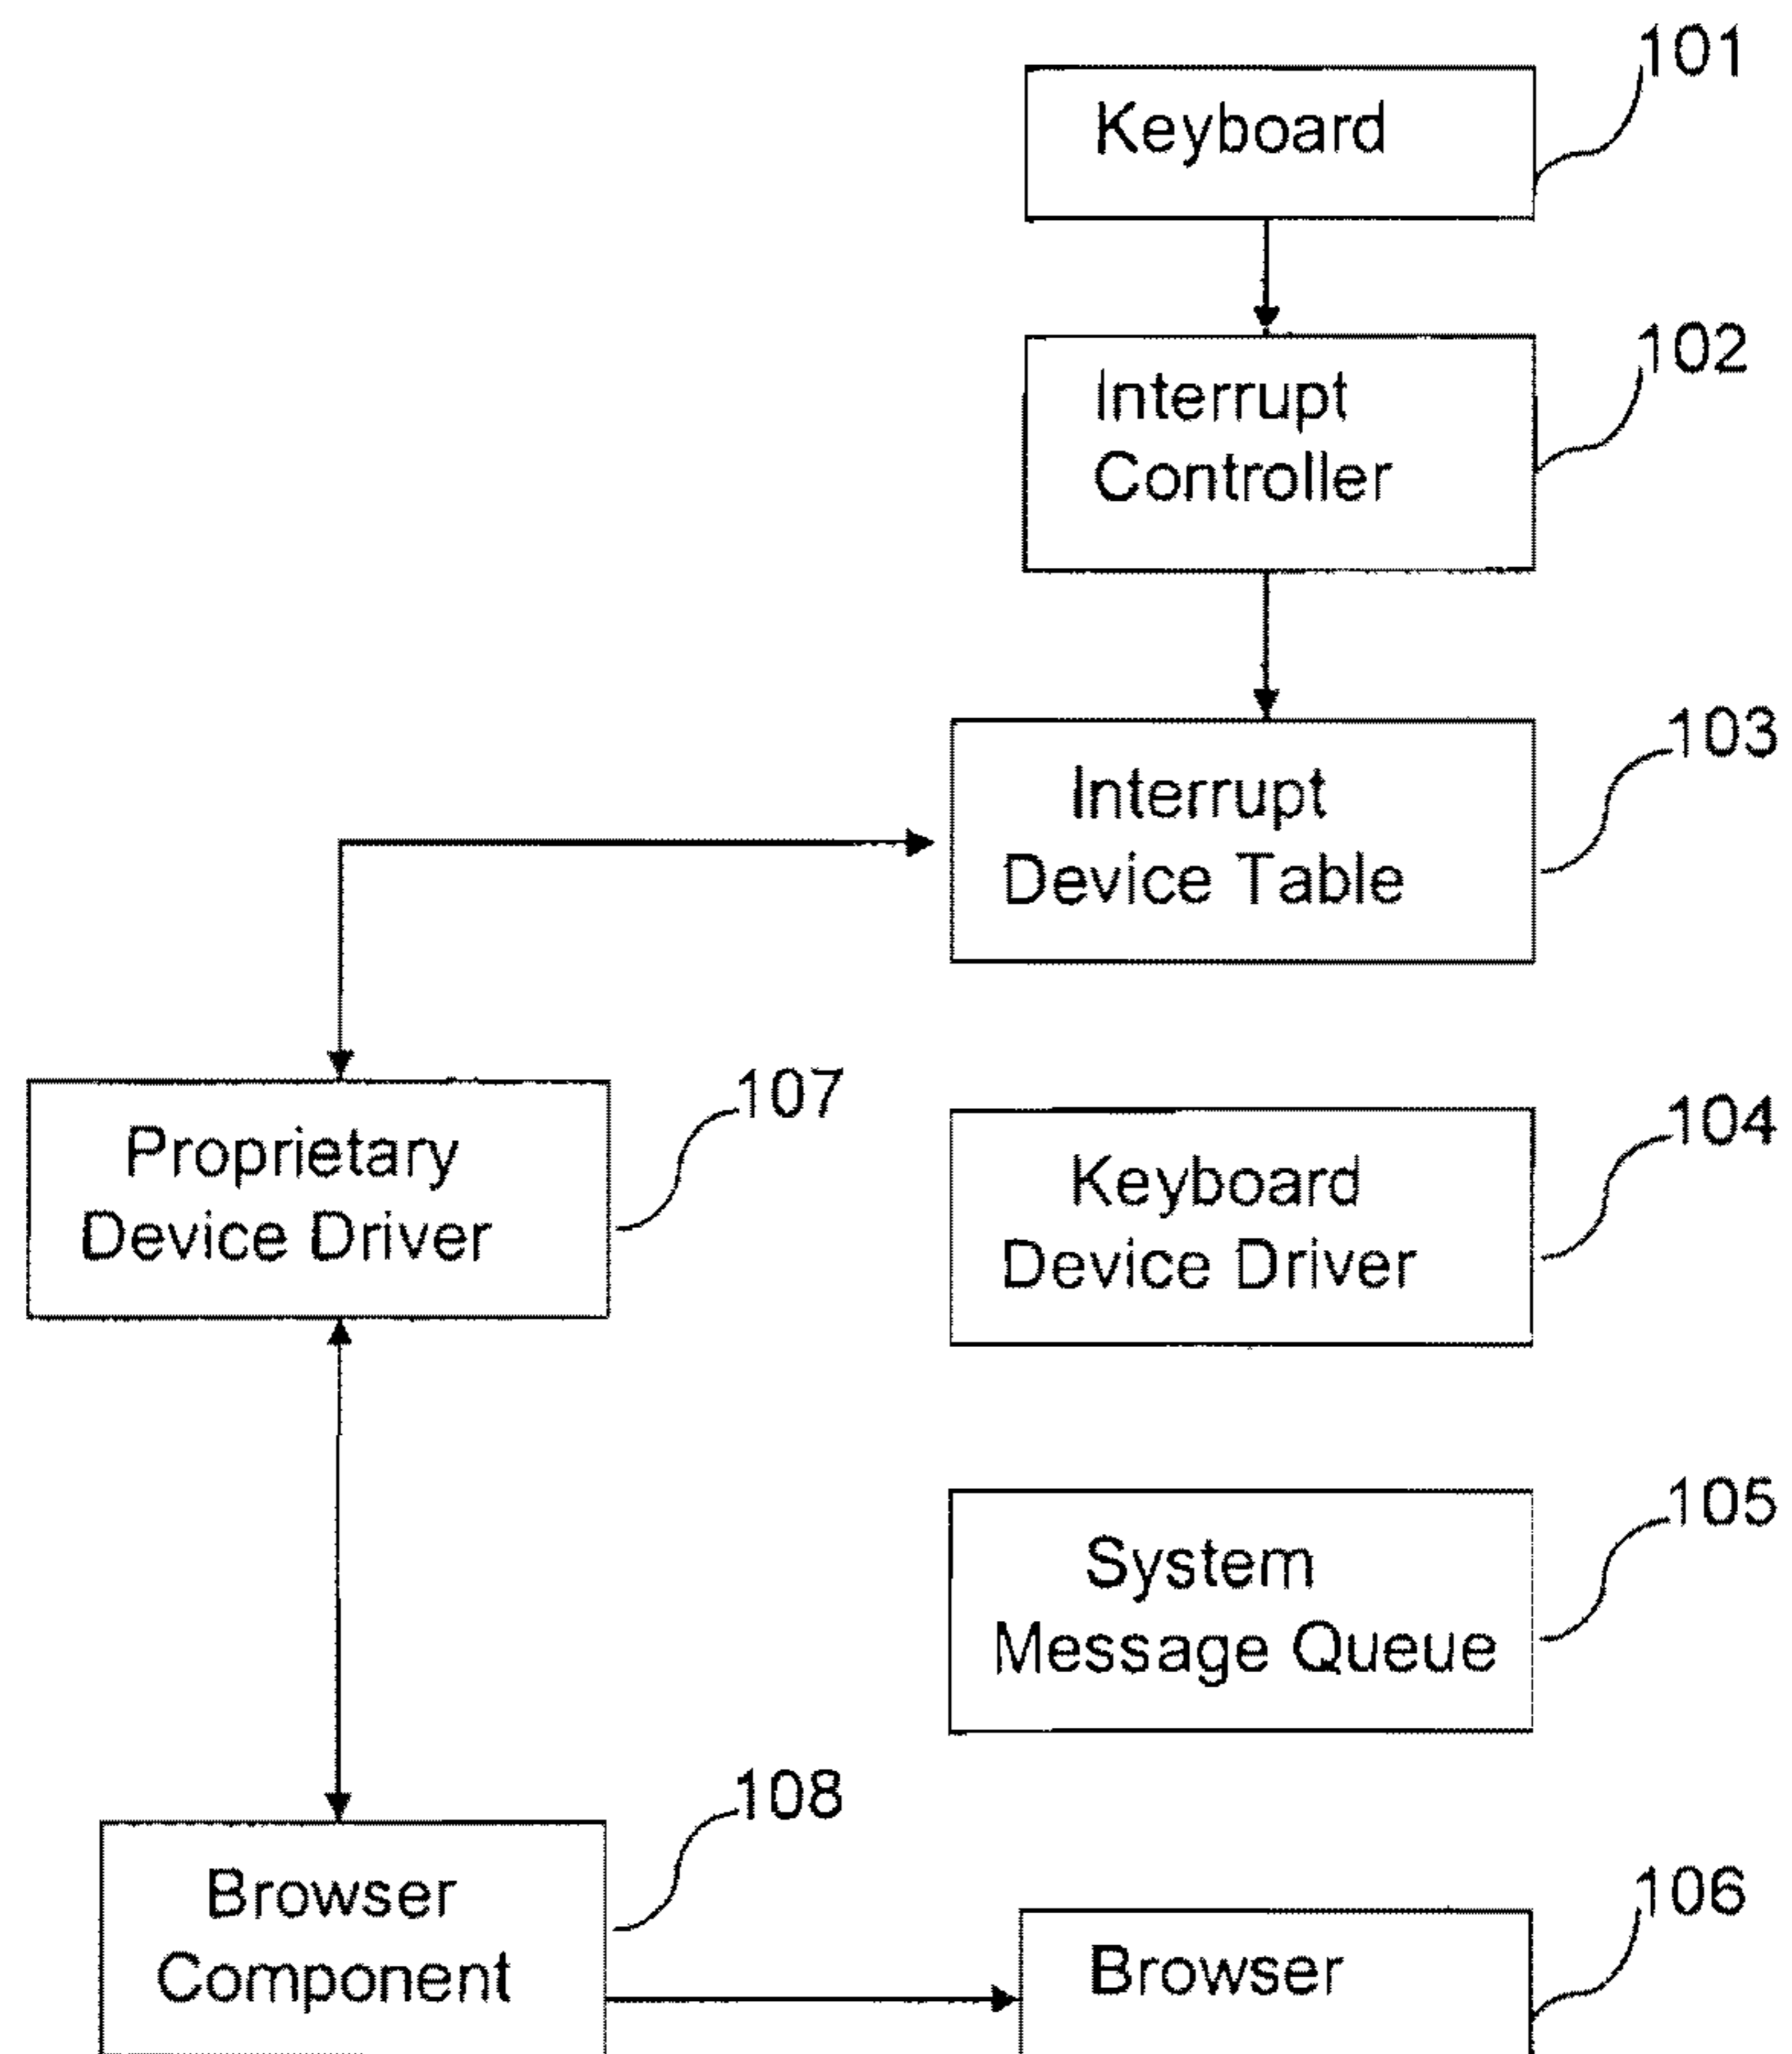 101
Keyboard
102
Interrupt
Controller
103
Interrupt
Device Table
107
Proprietary
Device Driver
104
Keyboard
Device Driver
105
System
Message Queue
108
Browser
Component
106
Browser